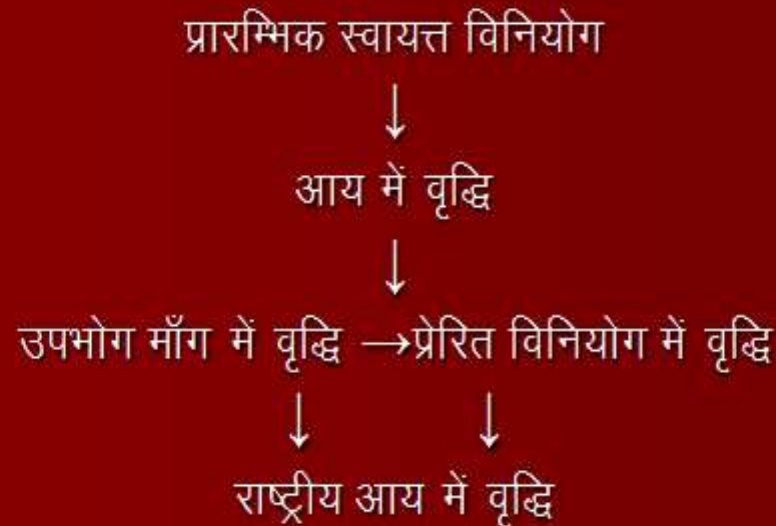 प्रारम्भिक स्वायत्त विनियोग
↓
आय में वृद्धि
↓
उपभोग माँग में वृद्धि →प्रेरित विनियोग में वृद्धि
↓ ↓
राष्ट्रीय आय में वृद्धि